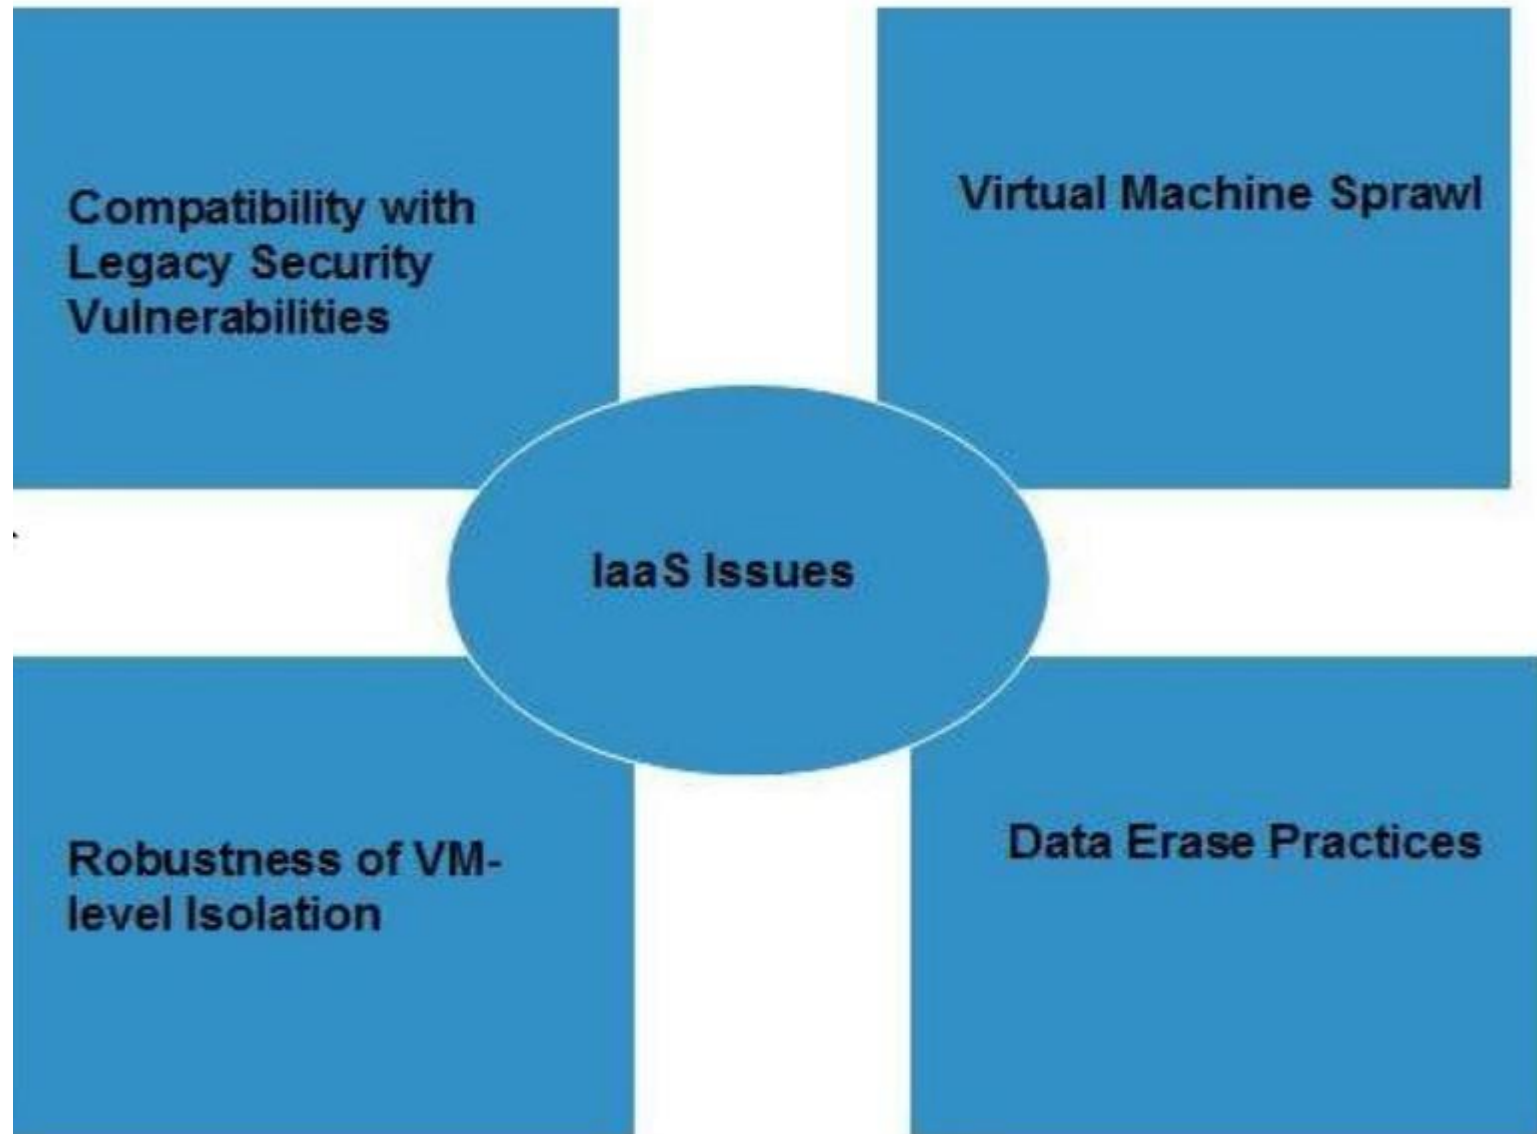 Compatibility with
Legacy Security
Vulnerabilities
Virtual Machine Sprawl
IaaS Issues
Robustness of VM-
level Isolation
Data Erase Practices